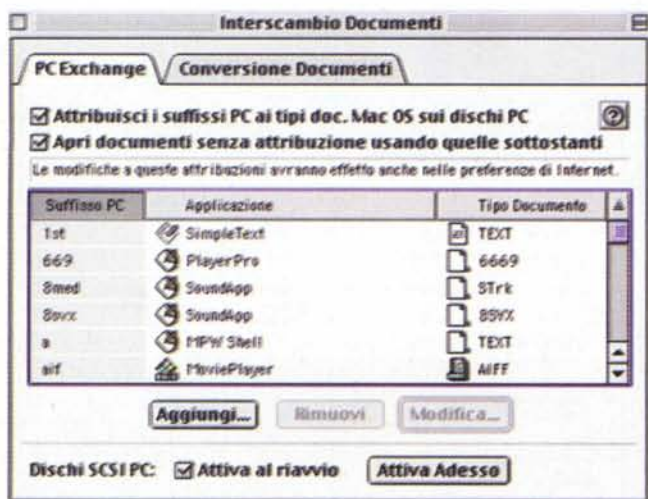 Interscambio Documenti
PC Exchange Conversione Documenti
Attribuisci i suffissi PC ai tipi doc. Mac OS sui dischi PC
Apri documenti senza attribuzione usando quelle sottostanti
Le modifiche a queste attribuzioni avranno effetto anche nelle preferenze di Internet.
Suffisso PC Applicazione Tipo Documento
1st SimpleText TEXT
669 PlayerPro 6669
8med SoundApp STrk
8svx SoundApp 8SVX
a MPW Shell TEXT
aif MoviePlayer AIFF
Aggiungi... Rimuovi Modifica...
Dischi SCSI PC: Attiva al riavvio Attiva Adesso